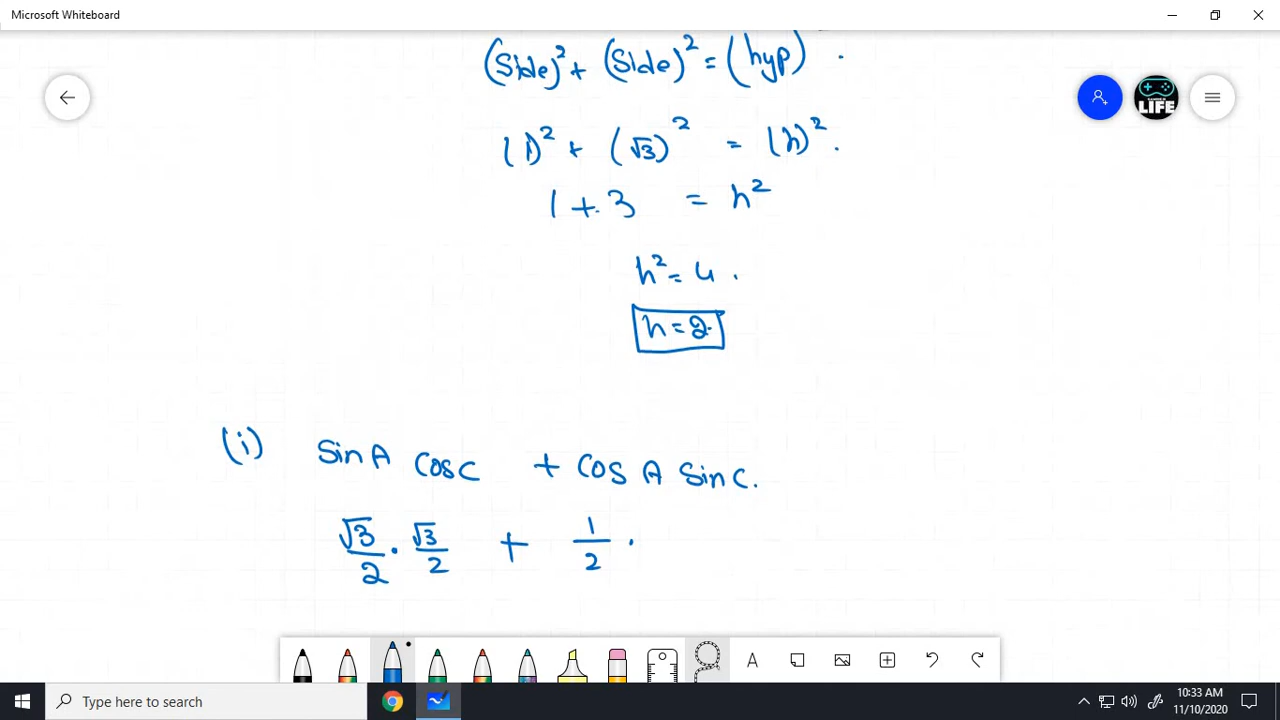 Microsoft Whiteboard
(Side)² + (Side)² = (hyp) .
(1)² + (√3)² = (h)² .
1 + 3 = h²
h² = 4 .
h = 2.
LIFE
(i) Sin A Cos C + Cos A Sin C.
√3/2 . √3/2 + 1/2 .
A
Type here to search
10:33 AM
11/10/2020